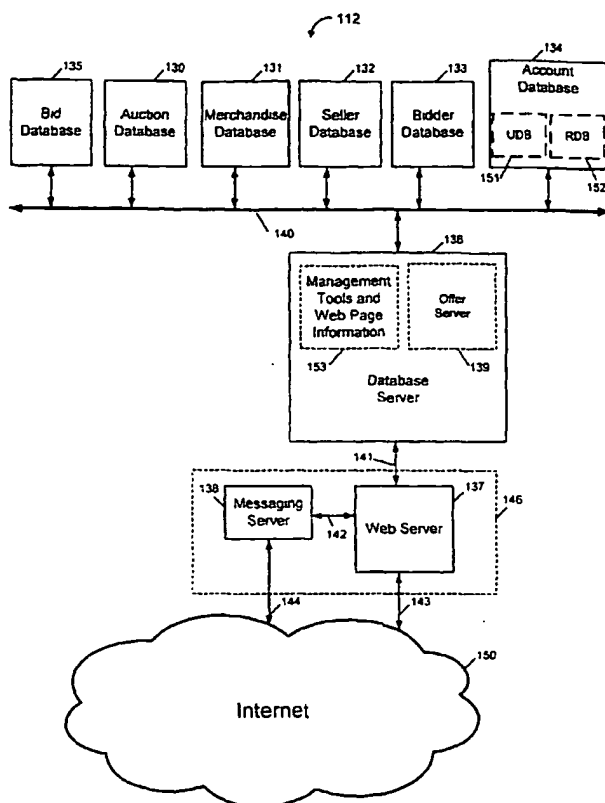 112
135
130
131
132
133
134
Bid
Database
Auction
Database
Merchandise
Database
Seller
Database
Bidder
Database
Account
Database
UDB
RDB
151
152
140
138
Management
Tools and
Web Page
Information
Offer
Server
153
139
Database
Server
141
138
137
146
Messaging
Server
142
Web Server
144
143
150
Internet